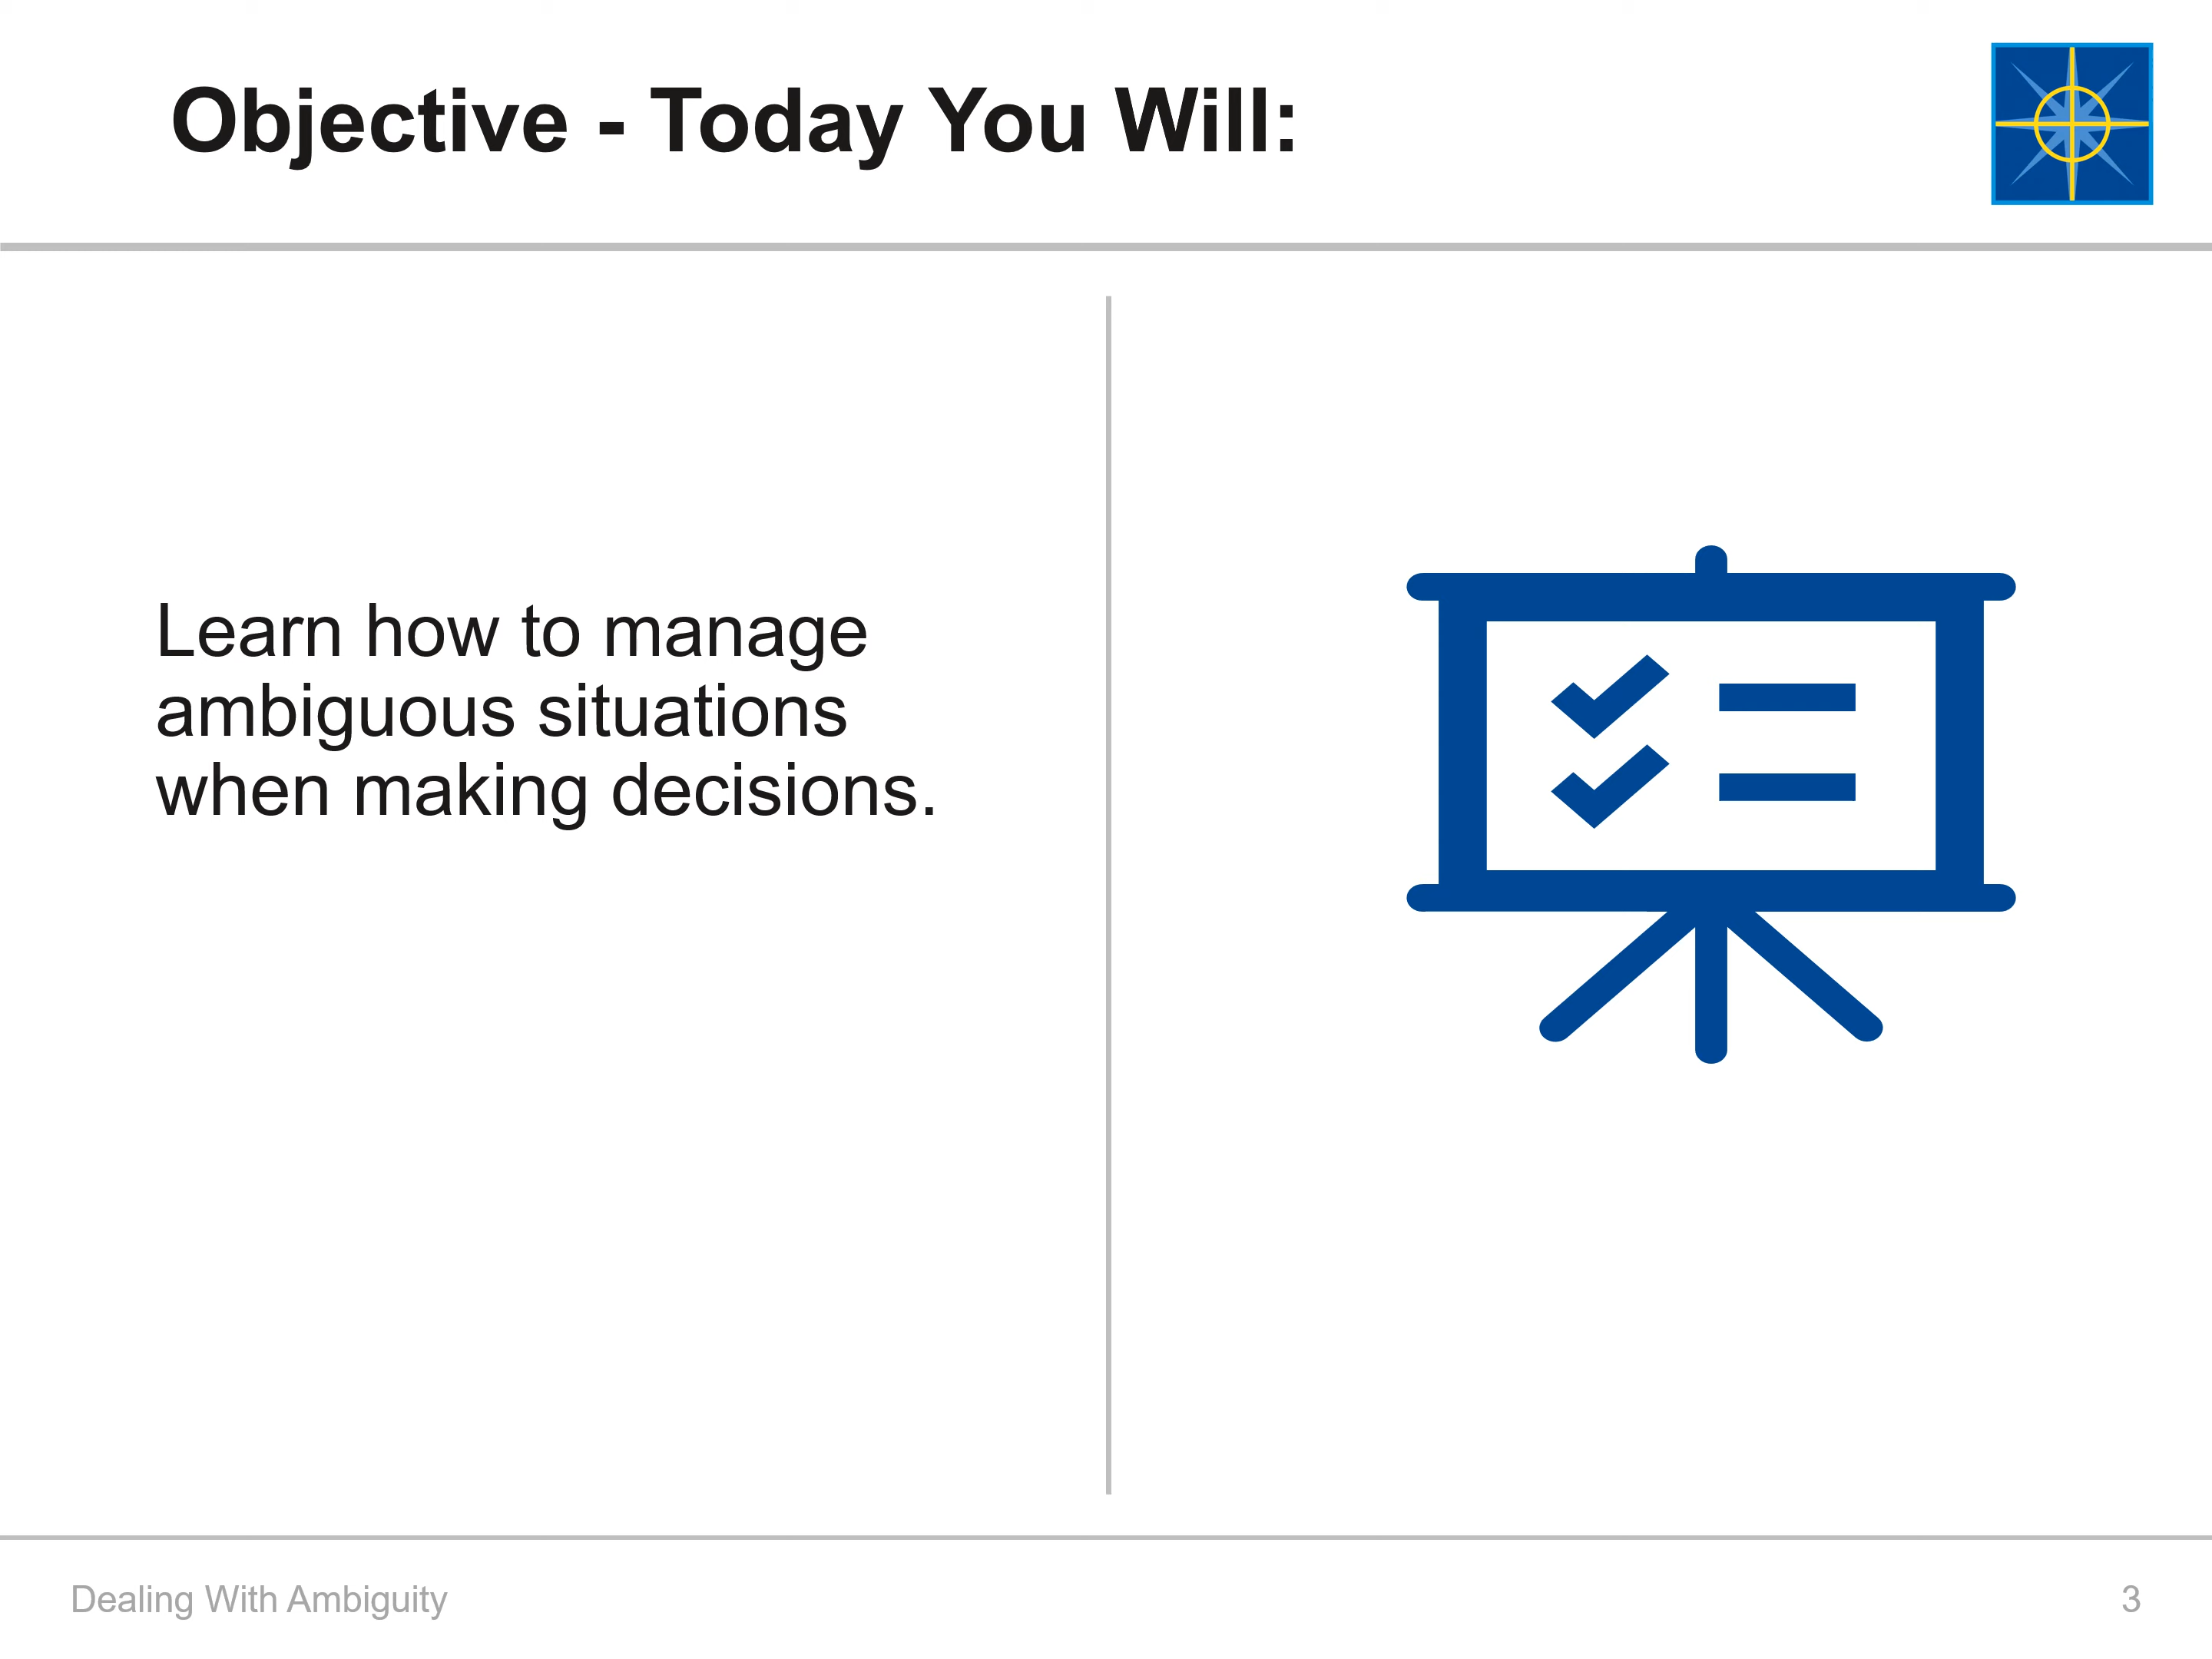 Objective - Today You Will:
Learn how to manage
ambiguous situations
when making decisions.
Dealing With Ambiguity
3